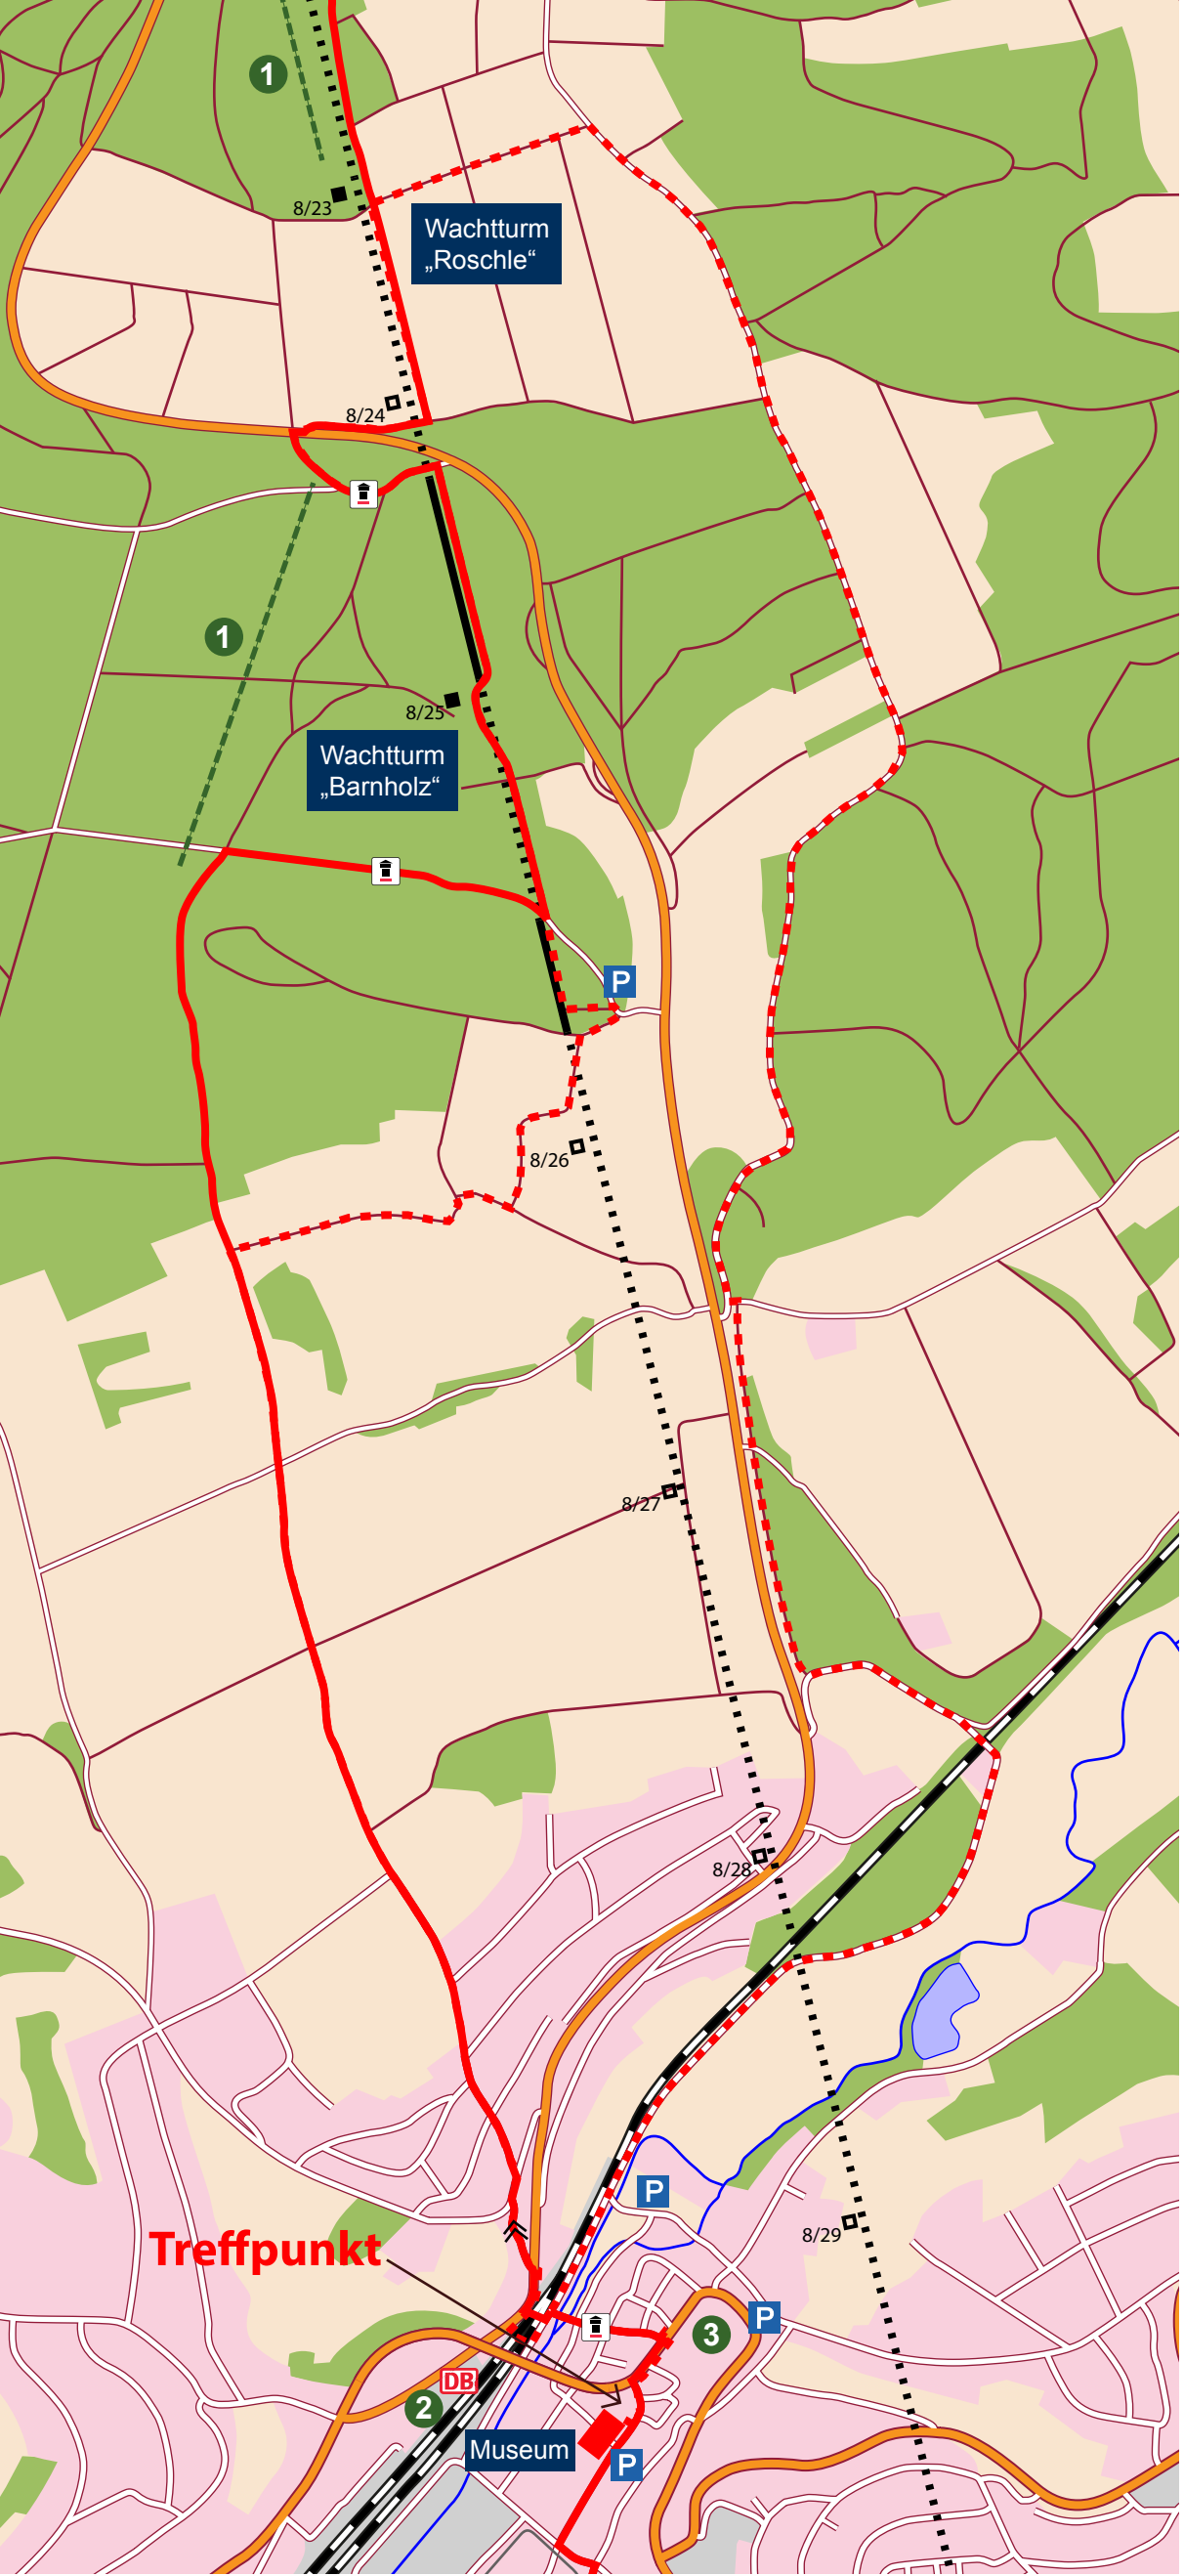 1
8/23
Wachtturm
„Roschle“
8/24
1
8/25
Wachtturm
„Barnholz“
P
8/26
8/27
8/28
P
8/29
Treffpunkt
P
3
DB
2
Museum
P